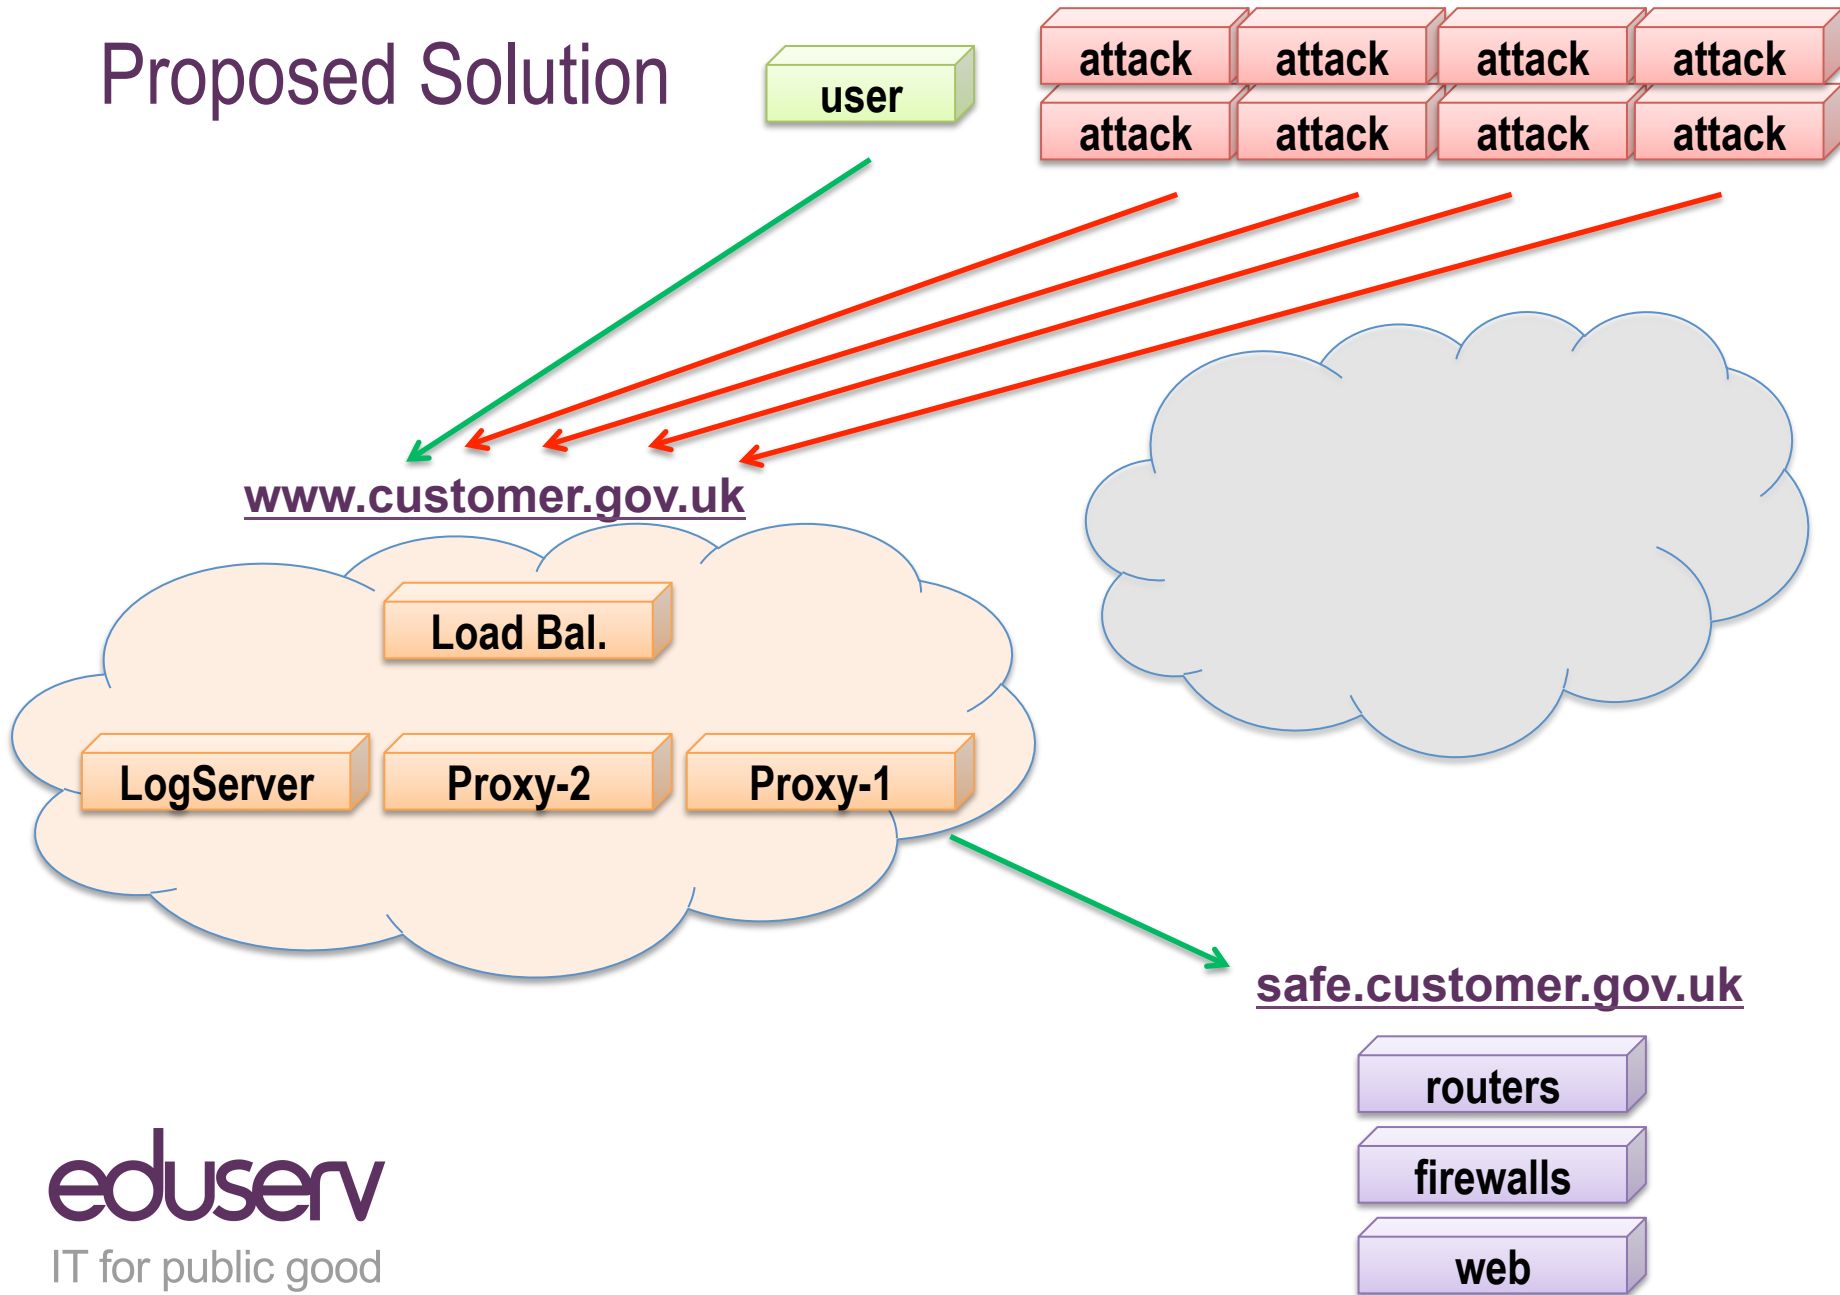 Proposed Solution
user
attack attack attack attack
attack attack attack attack
www.customer.gov.uk
Load Bal.
LogServer Proxy-2 Proxy-1
safe.customer.gov.uk
routers
firewalls
web
eduserv
IT for public good